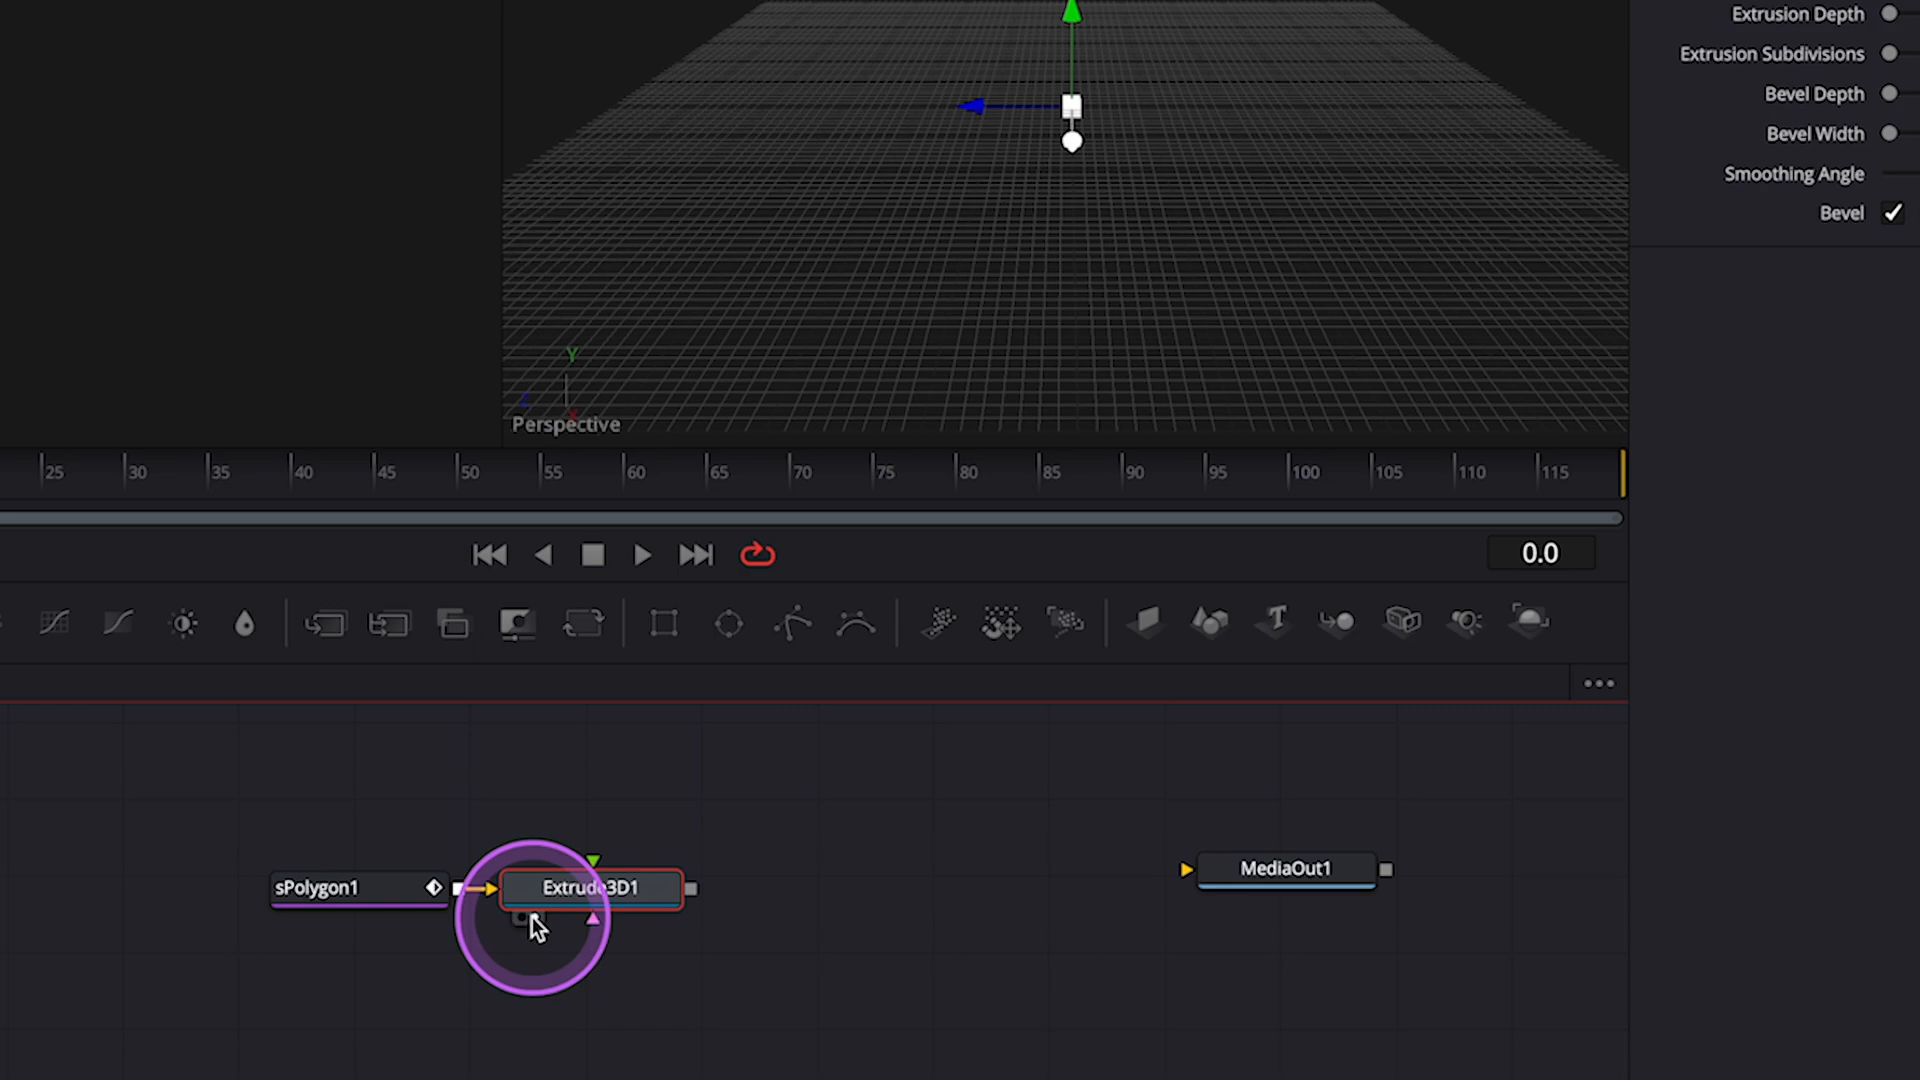 Extrusion Depth
Extrusion Subdivisions
Bevel Depth
Bevel Width
Smoothing Angle
Bevel
Y
Z
X
Perspective
25 30 35 40 45 50 55 60 65 70 75 80 85 90 95 100 105 110 115
0.0
sPolygon1
Extrude3D1
MediaOut1